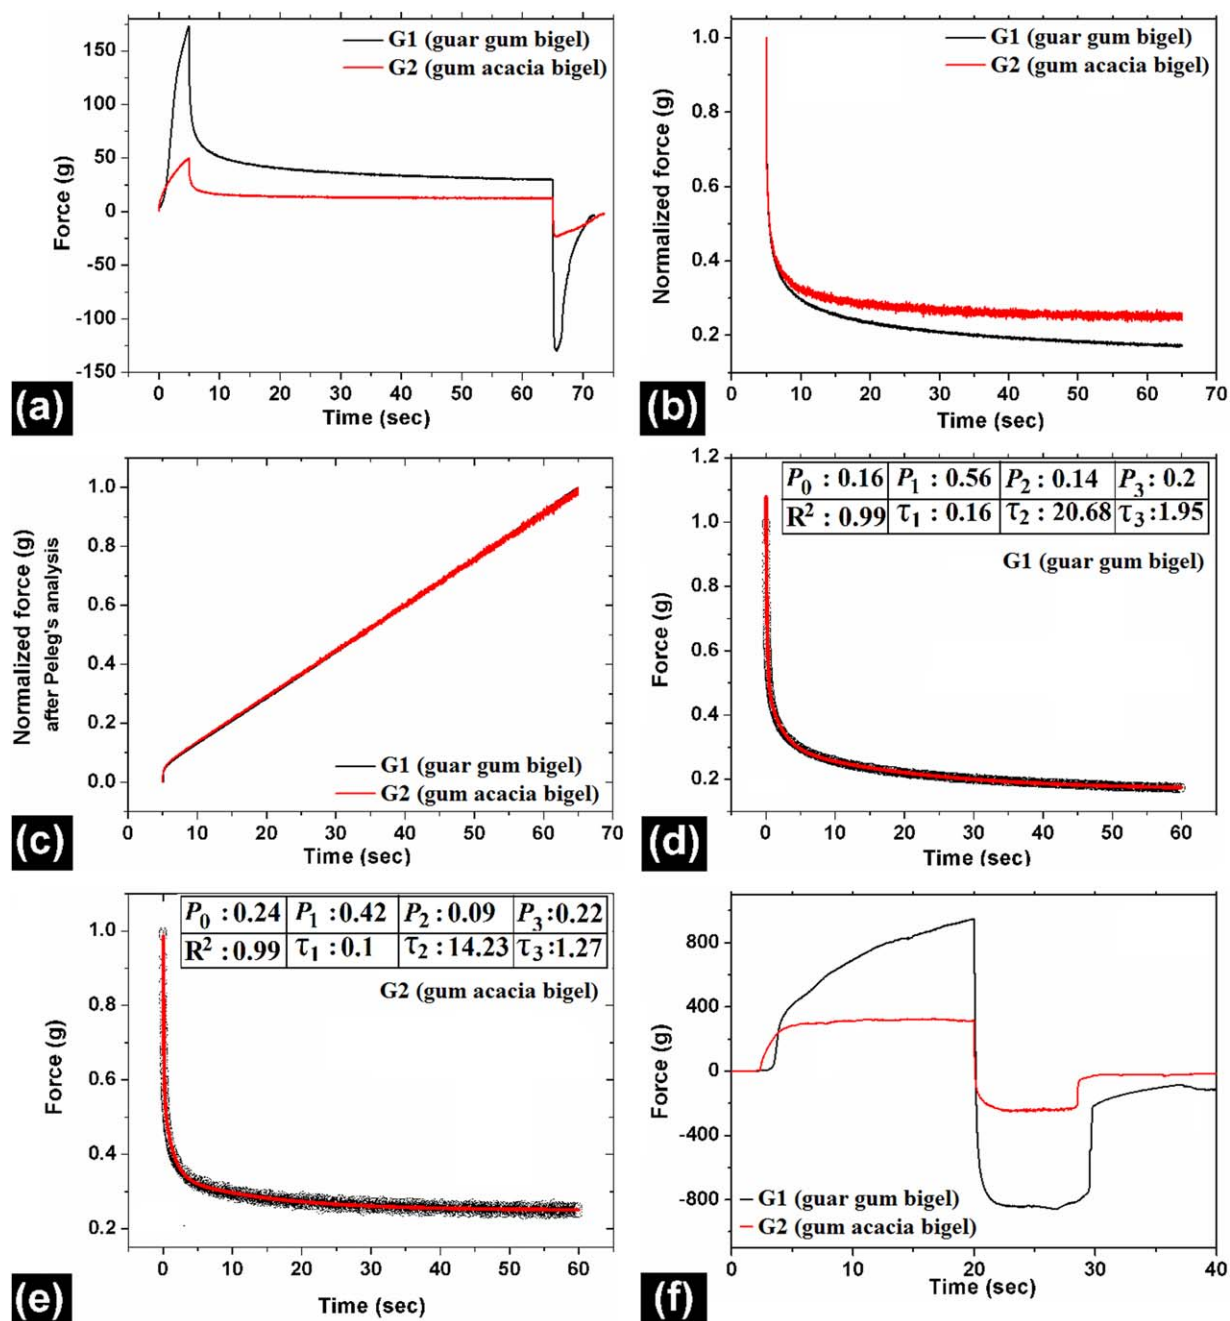 G1 (guar gum bigel)
G2 (gum acacia bigel)
Force (g)
150
100
50
0
-50
-100
-150
0 10 20 30 40 50 60 70
Time (sec)
(a)
G1 (guar gum bigel)
G2 (gum acacia bigel)
Normalized force (g)
1.0
0.8
0.6
0.4
0.2
0 10 20 30 40 50 60 70
Time (sec)
(b)
Normalized force (g)
after Peleg's analysis
1.0
0.8
0.6
0.4
0.2
0.0
G1 (guar gum bigel)
G2 (gum acacia bigel)
0 10 20 30 40 50 60 70
Time (sec)
(c)
P0 : 0.16 P1 : 0.56 P2 : 0.14 P3 : 0.2
R² : 0.99 τ1 : 0.16 τ2 : 20.68 τ3 :1.95
G1 (guar gum bigel)
Force (g)
1.2
1.0
0.8
0.6
0.4
0.2
0 10 20 30 40 50 60
Time (sec)
(d)
P0 : 0.24 P1 : 0.42 P2 : 0.09 P3 : 0.22
R² : 0.99 τ1 : 0.1 τ2 : 14.23 τ3 :1.27
G2 (gum acacia bigel)
Force (g)
1.0
0.8
0.6
0.4
0.2
0 10 20 30 40 50 60
Time (sec)
(e)
Force (g)
800
400
0
-400
-800
G1 (guar gum bigel)
G2 (gum acacia bigel)
0 10 20 30 40
Time (sec)
(f)